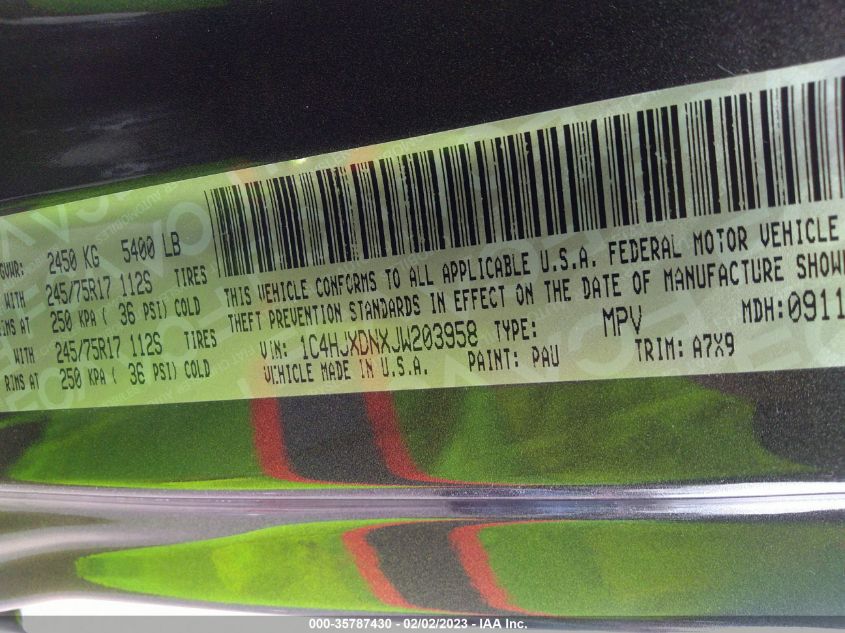 GVWR: 2450 KG 5400 LB
WITH 245/75R17 112S TIRES
RIMS AT 250 KPA ( 36 PSI) COLD
WITH 245/75R17 112S TIRES
RIMS AT 250 KPA ( 36 PSI) COLD
THIS VEHICLE CONFORMS TO ALL APPLICABLE U.S.A. FEDERAL MOTOR VEHICLE
THEFT PREVENTION STANDARDS IN EFFECT ON THE DATE OF MANUFACTURE SHOW
VIN: 1C4HJXDNXJW203958 TYPE: MPV MDH:0911
VEHICLE MADE IN U.S.A. PAINT: PAU TRIM: A7X9
000-35787430 - 02/02/2023 - IAA Inc.